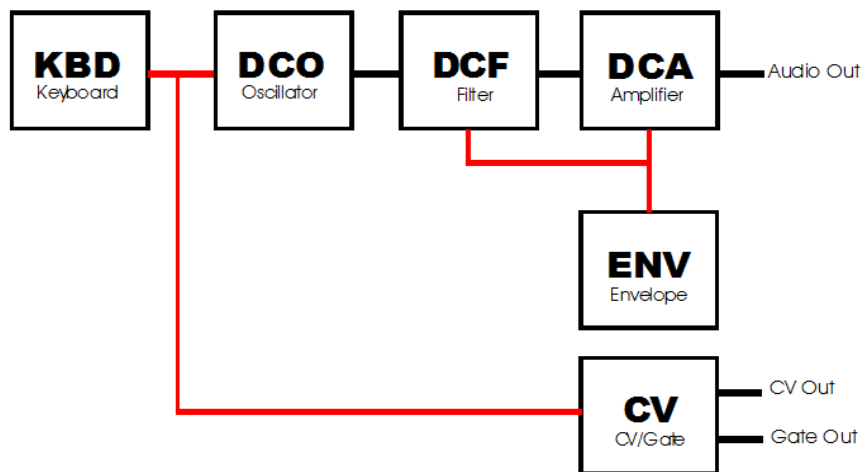 KBD
Keyboard
DCO
Oscillator
DCF
Filter
DCA
Amplifier
Audio Out
ENV
Envelope
CV
CV/Gate
CV Out
Gate Out